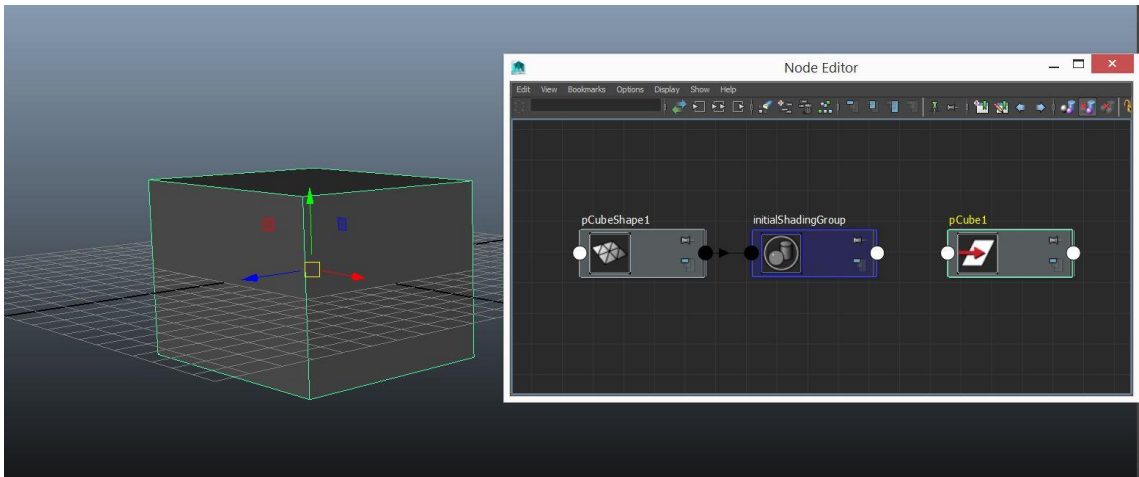 Node Editor
Edit View Bookmarks Options Display Show Help
pCubeShape1 initialShadingGroup pCube1